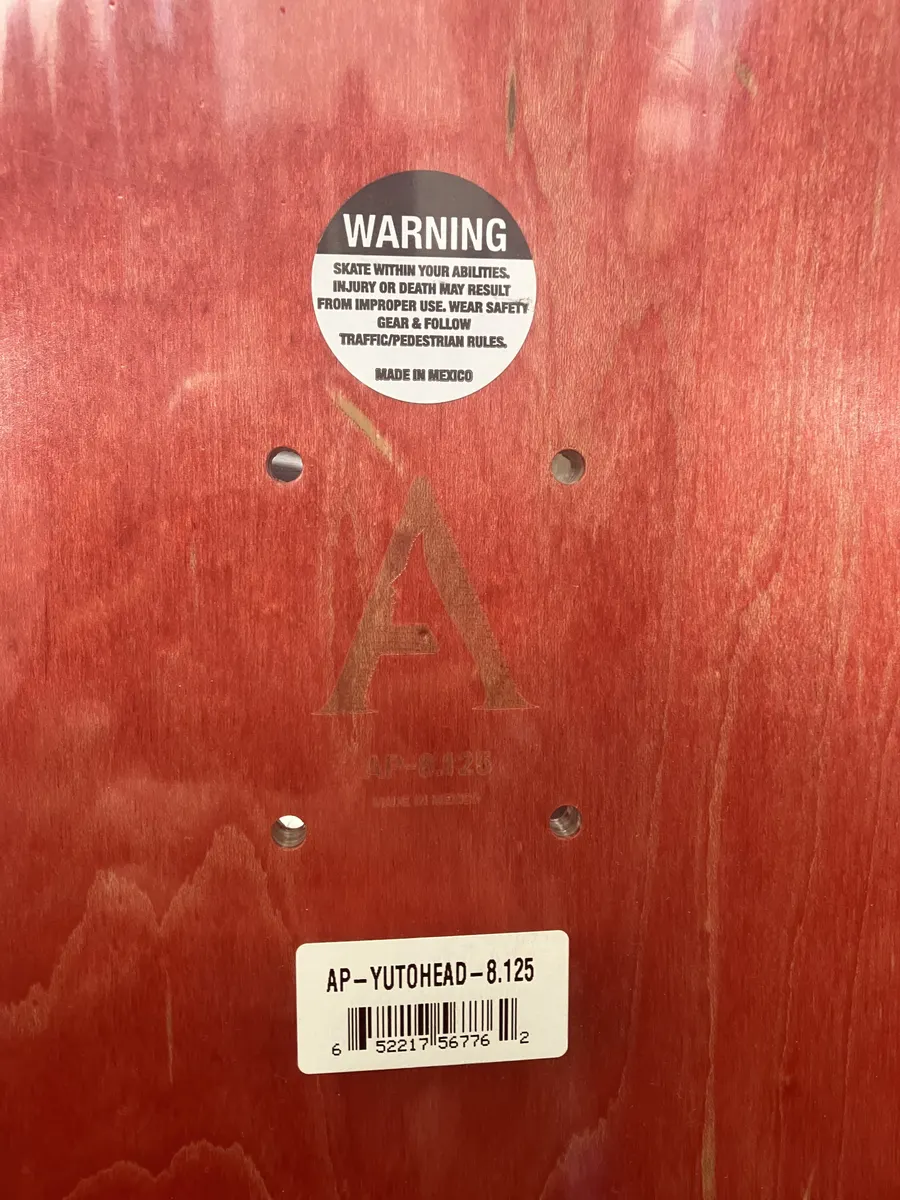 WARNING
SKATE WITHIN YOUR ABILITIES.
INJURY OR DEATH MAY RESULT
FROM IMPROPER USE. WEAR SAFETY
GEAR & FOLLOW
TRAFFIC/PEDESTRIAN RULES.
MADE IN MEXICO
A
AP-8.125
MADE IN MEXICO
AP-YUTOHEAD-8.125
6 52217 56776 2